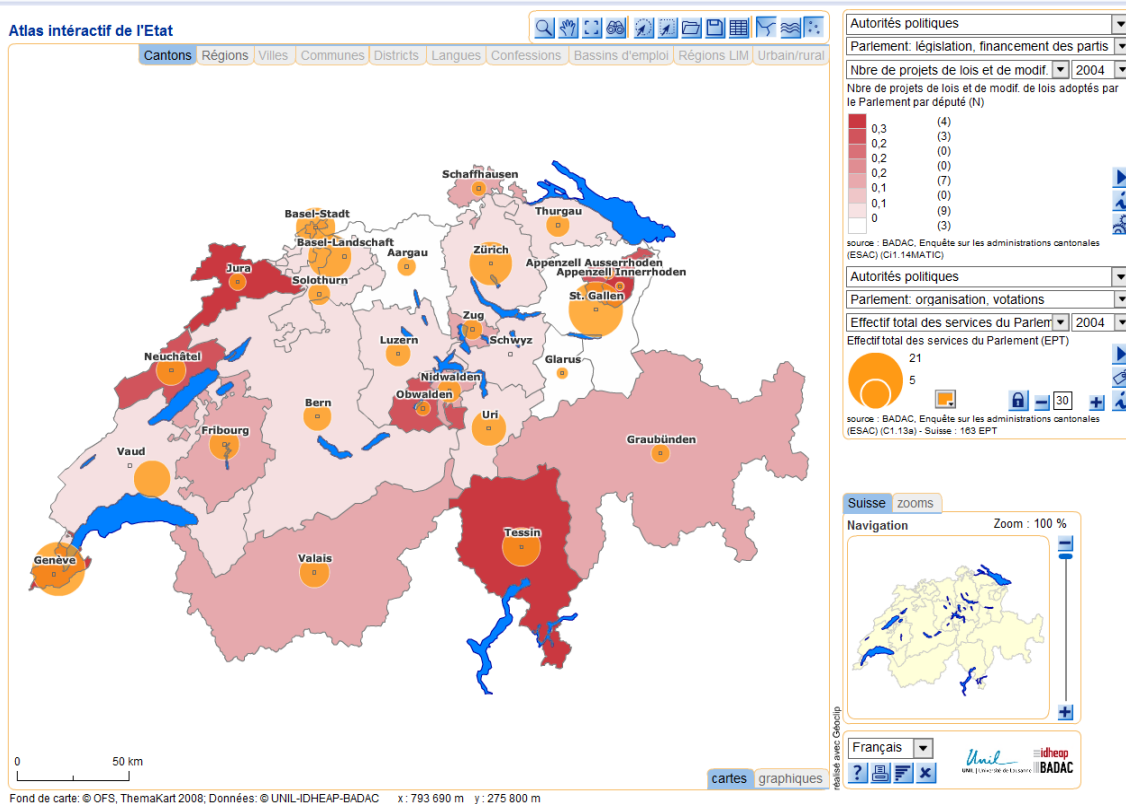 Atlas intéractif de l'Etat
Cantons Régions Villes Communes Districts Langues Confessions Bassins d'emploi Régions LIM Urbain/rural
Schaffhausen
Thurgau
Basel-Stadt
Basel-Landschaft
Aargau
Zürich
Appenzell Ausserrhoden
Appenzell Innerrhoden
Jura
Solothurn
St. Gallen
Zug
Luzern
Schwyz
Neuchâtel
Glarus
Nidwalden
Obwalden
Bern
Uri
Fribourg
Graubünden
Vaud
Tessin
Genève
Valais
0 50 km
cartes graphiques
Fond de carte: © OFS, ThemaKart 2008; Données: © UNIL-IDHEAP-BADAC x : 793 690 m y : 275 800 m
réalisé avec Géoclip
Autorités politiques
Parlement: législation, financement des partis
Nbre de projets de lois et de modif. 2004
Nbre de projets de lois et de modif. de lois adoptés par
le Parlement par député (N)
(4)
0,3
(3)
0,2
(0)
0,2
(0)
0,2
(7)
0,1
(0)
0,1
(9)
0
(3)
source : BADAC, Enquête sur les administrations cantonales
(ESAC) (Ci1.14MATIC)
Autorités politiques
Parlement: organisation, votations
Effectif total des services du Parlem 2004
Effectif total des services du Parlement (EPT)
21
5
30
source : BADAC, Enquête sur les administrations cantonales
(ESAC) (C1.13a) - Suisse : 163 EPT
Suisse zooms
Navigation Zoom : 100 %
Français
?
Unil
UNIL | Université de Lausanne
idheap
BADAC